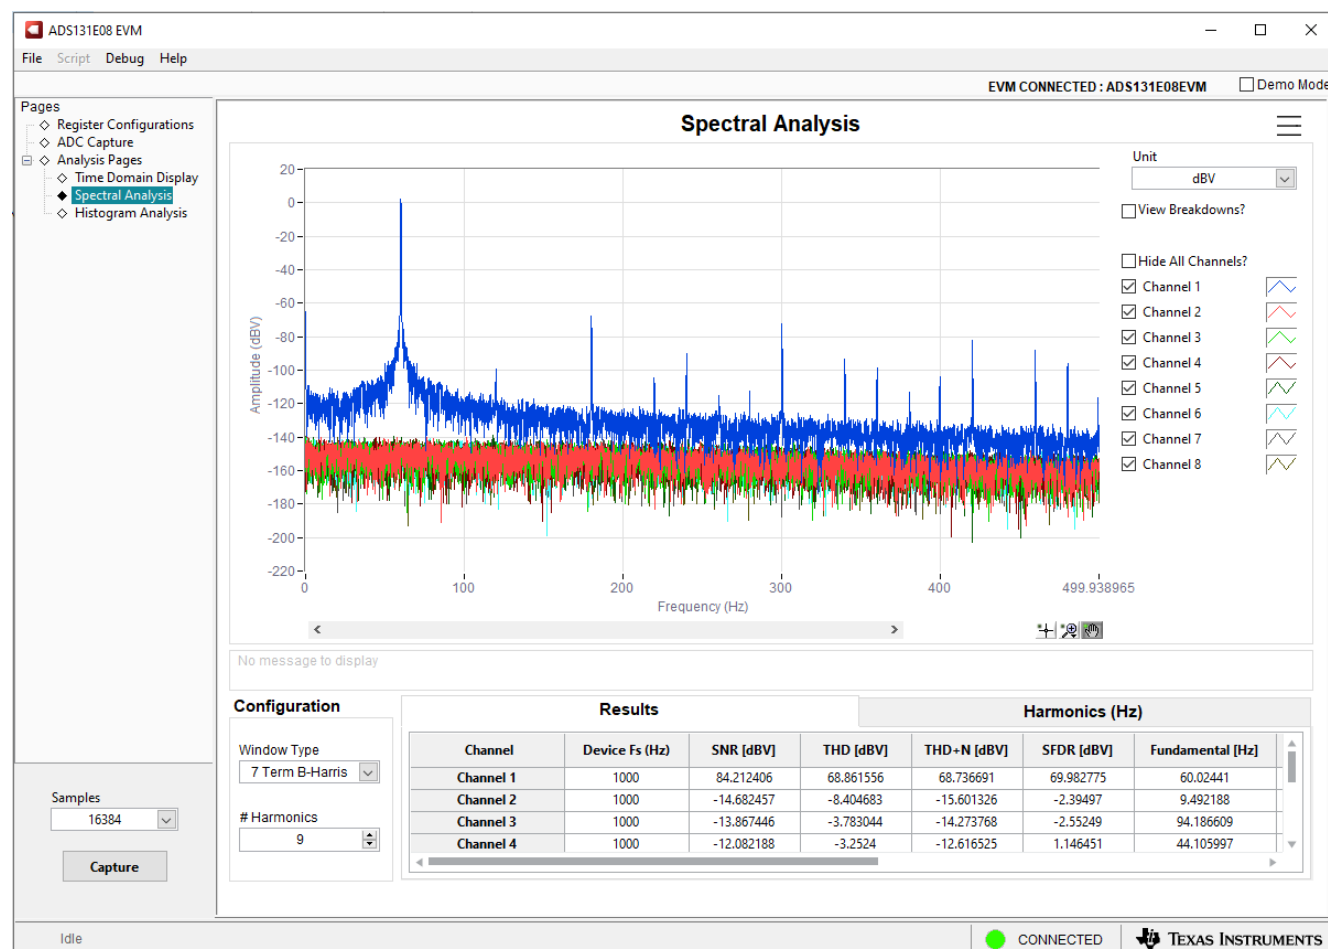 ADS131E08 EVM
File Script Debug Help
EVM CONNECTED : ADS131E08EVM Demo Mode
Pages
Register Configurations
ADC Capture
Analysis Pages
Time Domain Display
Spectral Analysis
Histogram Analysis
Samples
16384
Capture
Spectral Analysis
Unit
dBV
View Breakdowns?
Hide All Channels?
Channel 1
Channel 2
Channel 3
Channel 4
Channel 5
Channel 6
Channel 7
Channel 8
Amplitude (dBV)
20
0
-20
-40
-60
-80
-100
-120
-140
-160
-180
-200
-220
0 100 200 300 400 499.938965
Frequency (Hz)
No message to display
Configuration
Window Type
7 Term B-Harris
# Harmonics
9
Results Harmonics (Hz)
Channel Device Fs (Hz) SNR [dBV] THD [dBV] THD+N [dBV] SFDR [dBV] Fundamental [Hz]
Channel 1 1000 84.212406 68.861556 68.736691 69.982775 60.02441
Channel 2 1000 -14.682457 -8.404683 -15.601326 -2.39497 9.492188
Channel 3 1000 -13.867446 -3.783044 -14.273768 -2.55249 94.186609
Channel 4 1000 -12.082188 -3.2524 -12.616525 1.146451 44.105997
Idle CONNECTED TEXAS INSTRUMENTS